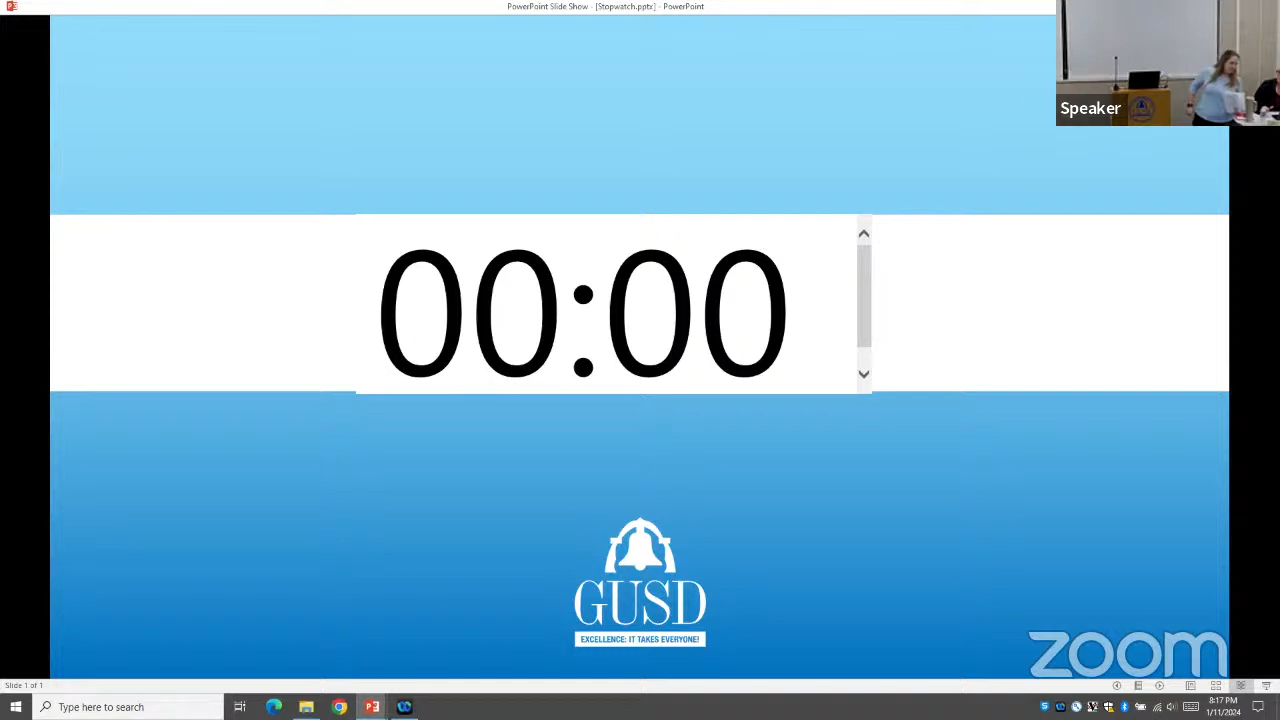 PowerPoint Slide Show - [Stopwatch.pptx] - PowerPoint
Speaker
00:00
GUSD
EXCELLENCE: IT TAKES EVERYONE!
zoom
Slide 1 of 1
Type here to search
8:17 PM
1/11/2024